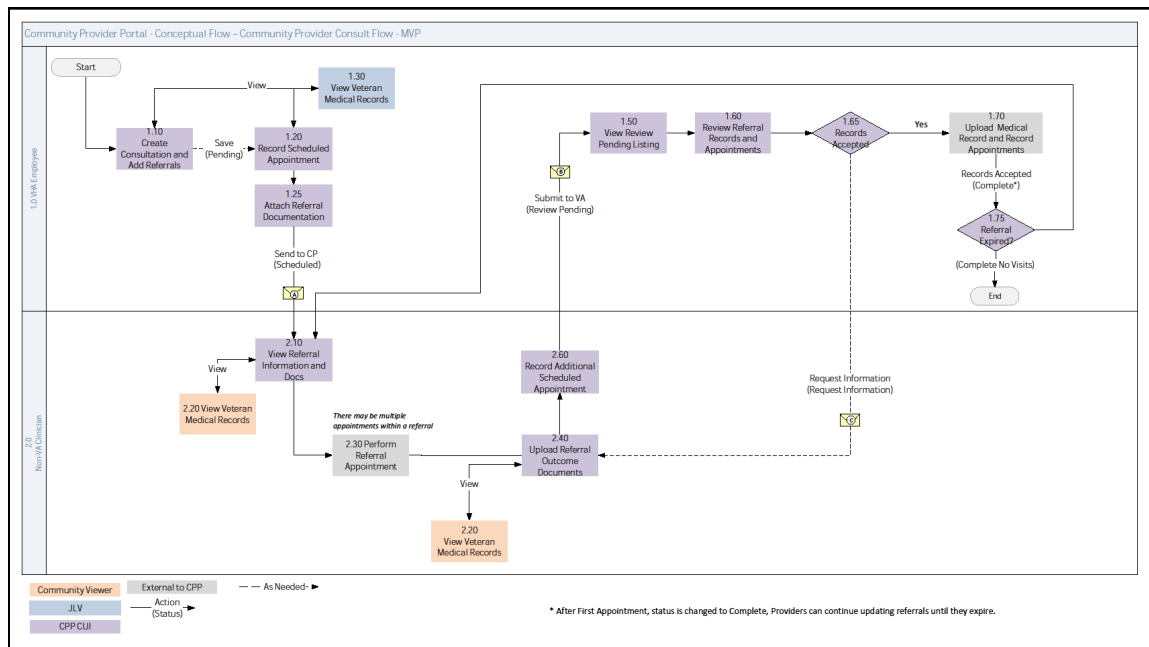 Community Provider Portal - Conceptual Flow – Community Provider Consult Flow - MVP
1.0 VHA Employee
Start
View
1.30
View Veteran
Medical Records
1.10
Create
Consultation and
Add Referrals
Save
(Pending)
1.20
Record Scheduled
Appointment
1.25
Attach Referral
Documentation
Send to CP
(Scheduled)
A
1.50
View Review
Pending Listing
1.60
Review Referral
Records and
Appointments
1.65
Records
Accepted
Yes
1.70
Upload Medical
Record and Record
Appointments
B
Submit to VA
(Review Pending)
Records Accepted
(Complete*)
1.75
Referral
Expired?
(Complete No Visits)
End
2.0
Non-VA Clinician
2.10
View Referral
Information and
Docs
View
2.20 View Veteran
Medical Records
There may be multiple
appointments within a referral
2.30 Perform
Referral
Appointment
2.60
Record Additional
Scheduled
Appointment
2.40
Upload Referral
Outcome
Documents
View
2.20
View Veteran
Medical Records
Request Information
(Request Information)
C
Community Viewer
External to CPP
As Needed
JLV
Action
(Status)
CPP CUI
* After First Appointment, status is changed to Complete, Providers can continue updating referrals until they expire.